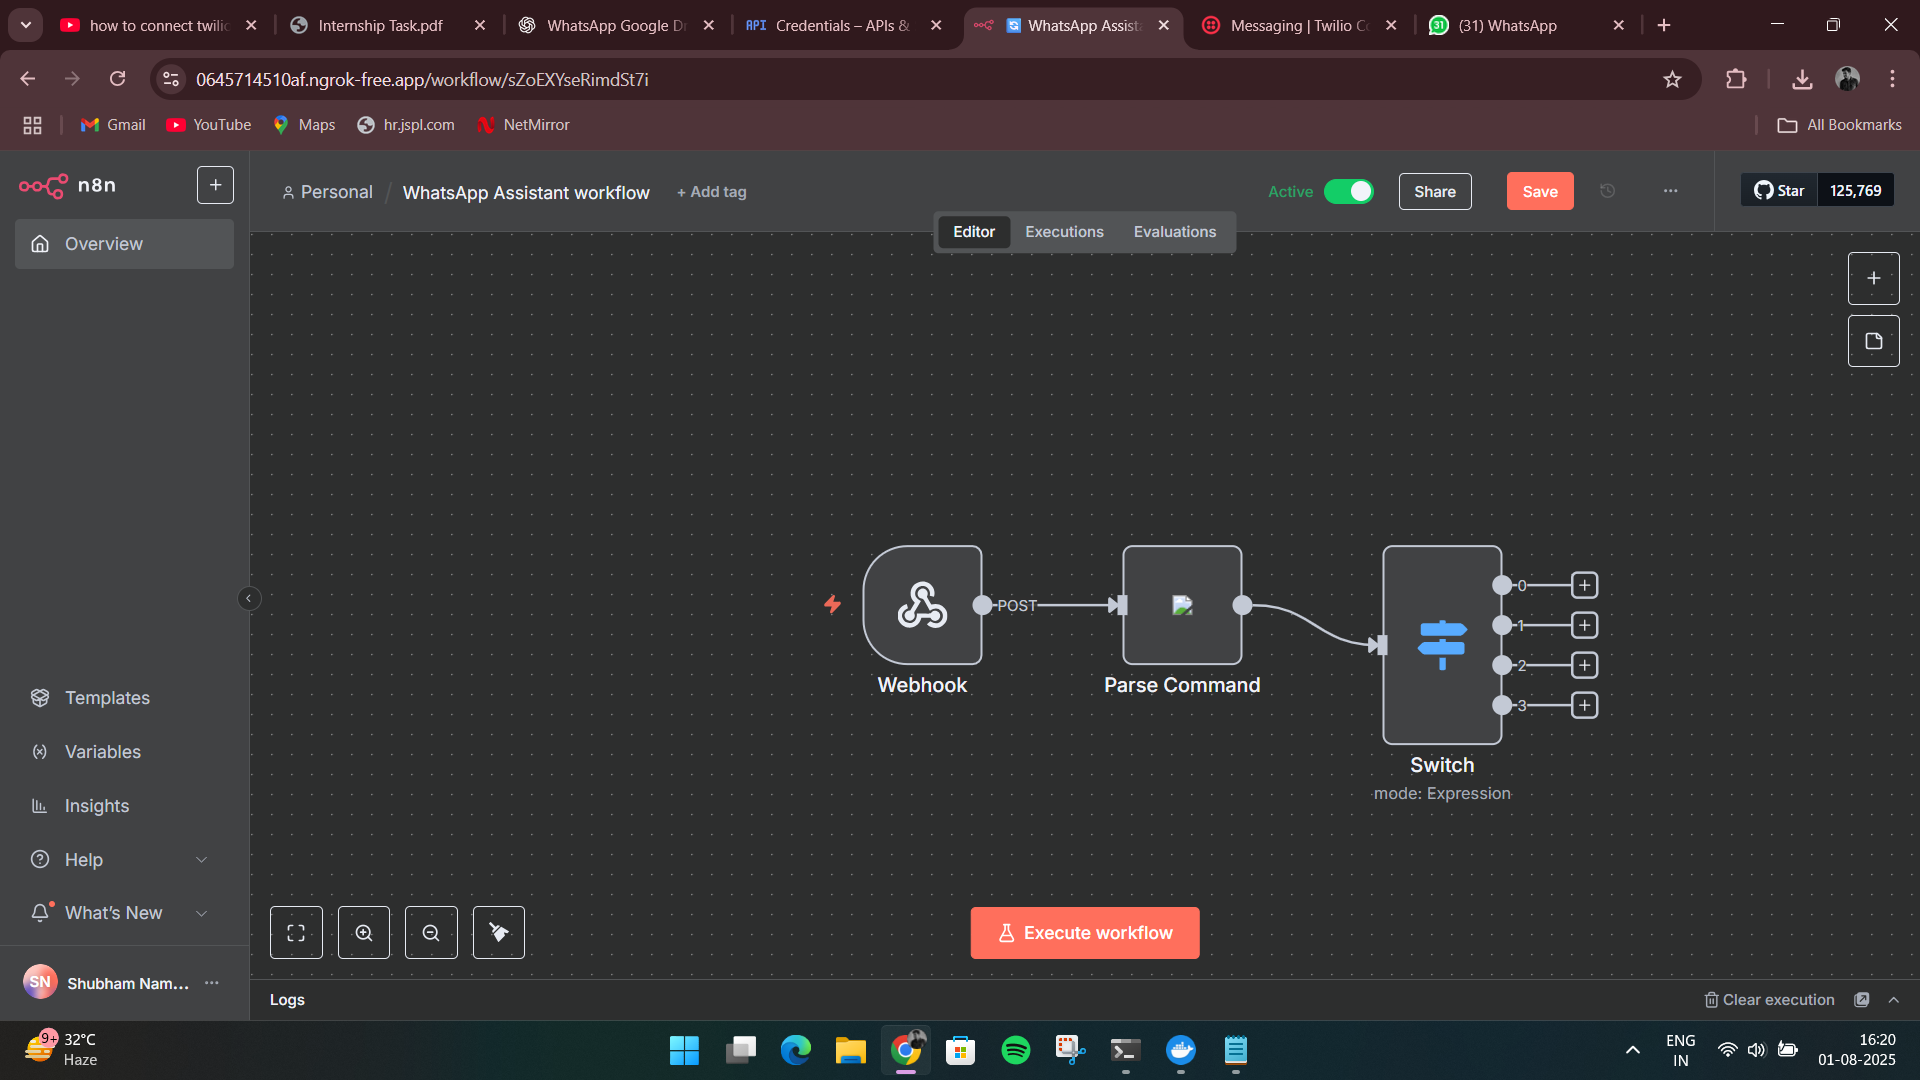 how to connect twilic
Internship Task.pdf
WhatsApp Google Dr
API Credentials – APIs &
WhatsApp Assista
Messaging | Twilio Co
31 (31) WhatsApp
0645714510af.ngrok-free.app/workflow/sZoEXYseRimdSt7i
Gmail
YouTube
Maps
hr.jspl.com
NetMirror
All Bookmarks
n8n
Personal / WhatsApp Assistant workflow + Add tag
Active
Share
Save
...
Star 125,769
Editor
Executions
Evaluations
Overview
POST
0
1
2
3
Webhook
Parse Command
Switch
mode: Expression
Templates
Variables
Insights
Help
What's New
SN Shubham Nam... ...
Execute workflow
Logs
Clear execution
9+ 32°C
Haze
ENG
IN
16:20
01-08-2025